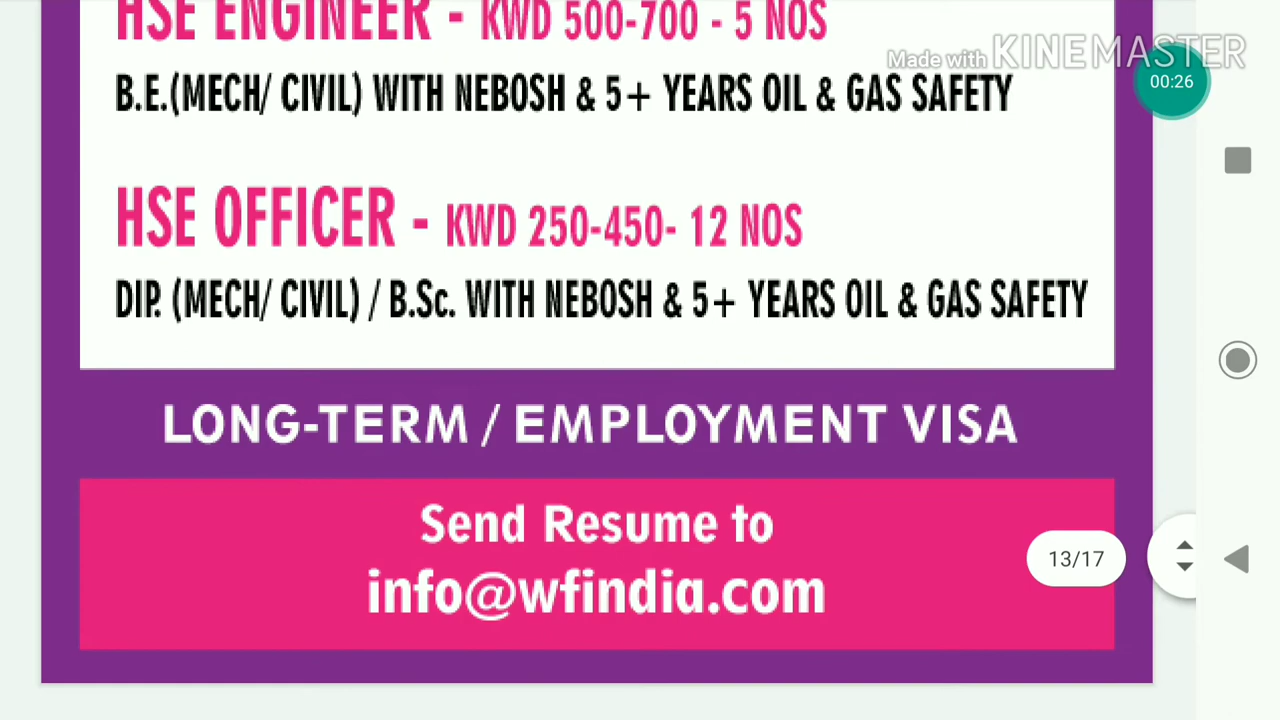 HSE ENGINEER - KWD 500-700 - 5 NOS
Made with KINEMASTER
00:26
B.E.(MECH/ CIVIL) WITH NEBOSH & 5+ YEARS OIL & GAS SAFETY
HSE OFFICER - KWD 250-450- 12 NOS
DIP. (MECH/ CIVIL) / B.Sc. WITH NEBOSH & 5+ YEARS OIL & GAS SAFETY
LONG-TERM / EMPLOYMENT VISA
Send Resume to
13/17
info@wfindia.com